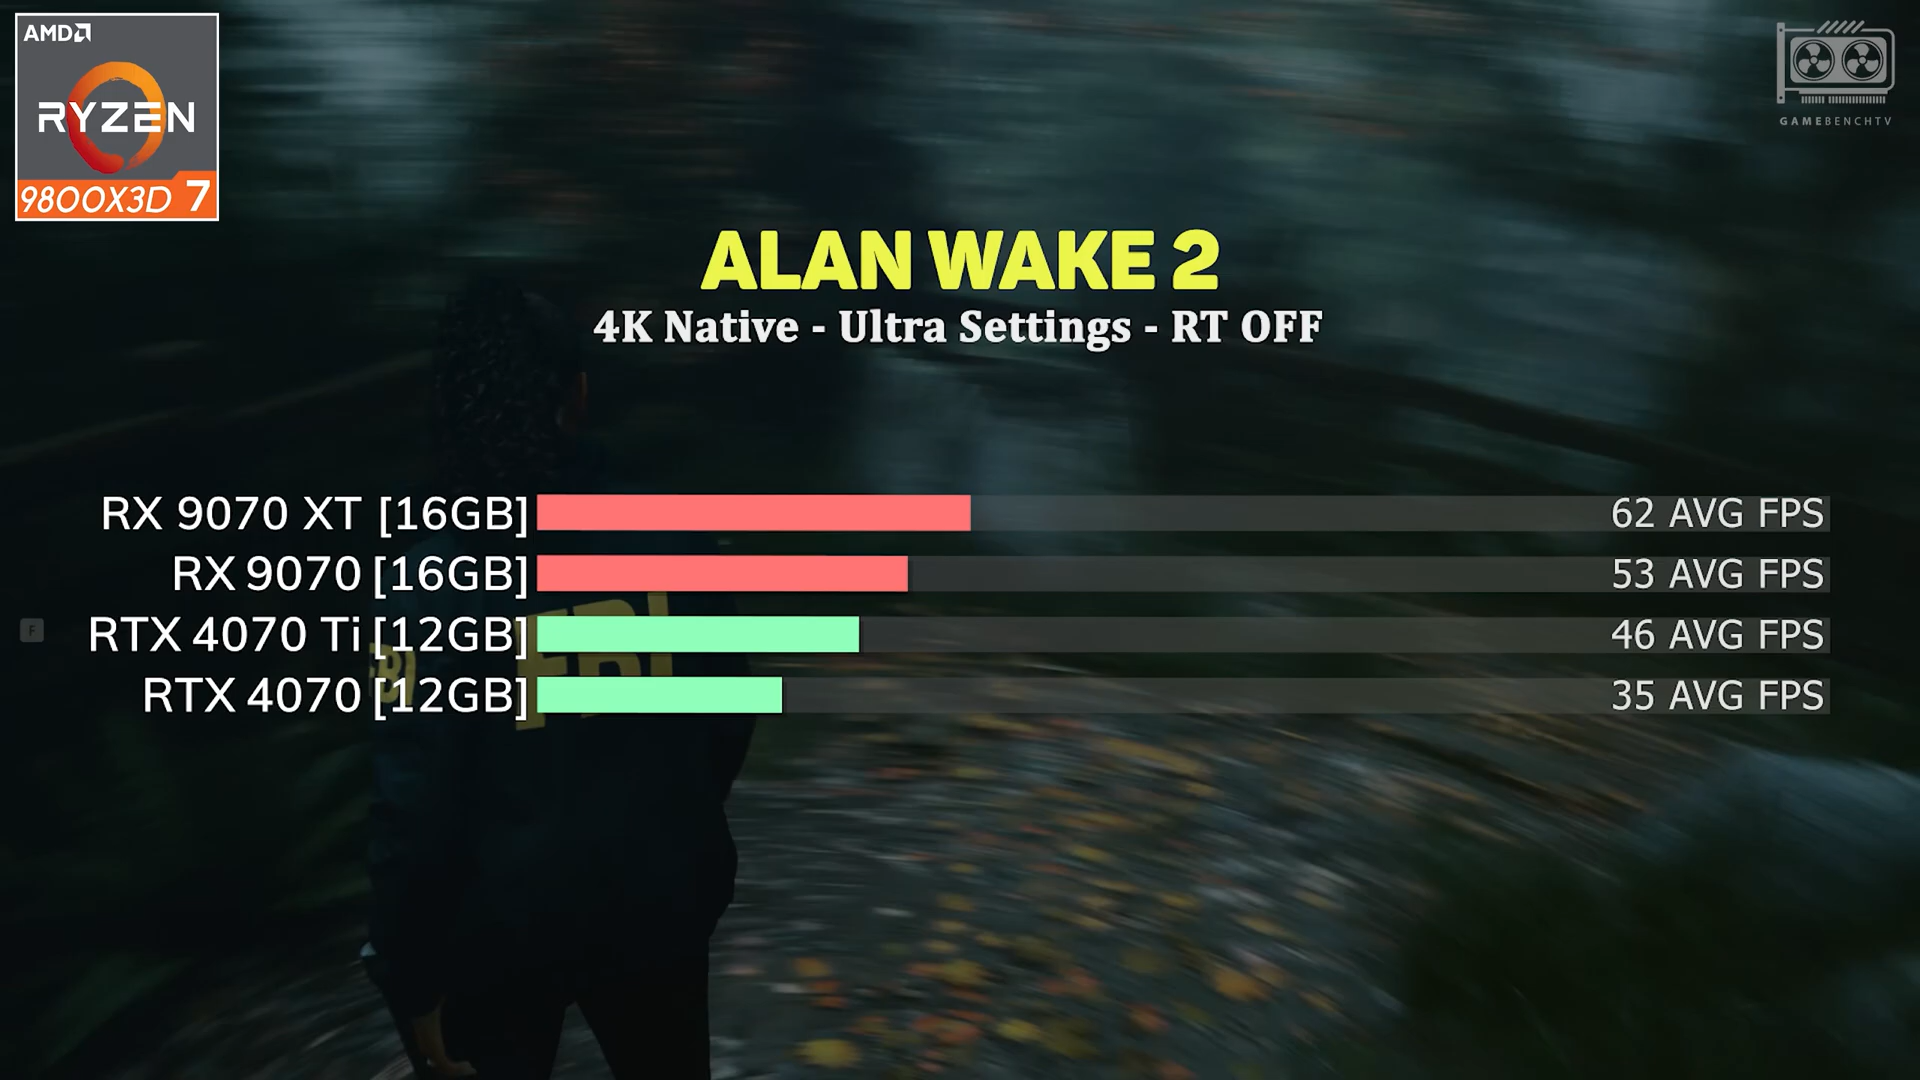 AMD
RYZEN
9800X3D 7
GAMEBENCHTV
ALAN WAKE 2
4K Native - Ultra Settings - RT OFF
RX 9070 XT [16GB] 62 AVG FPS
RX 9070 [16GB] 53 AVG FPS
F
RTX 4070 Ti [12GB] 46 AVG FPS
RTX 4070 [12GB] 35 AVG FPS
FBI